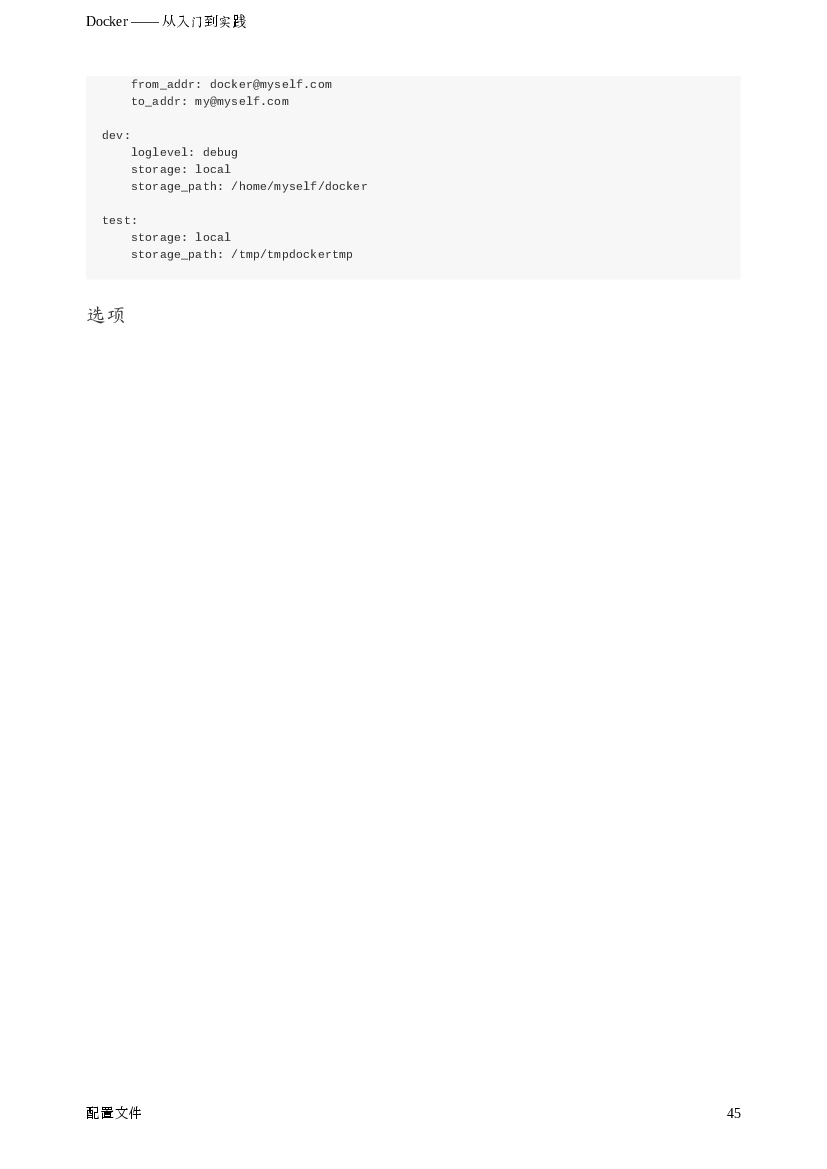 Docker —— 从入门到实践
from_addr: docker@myself.com
to_addr: my@myself.com
dev:
loglevel: debug
storage: local
storage_path: /home/myself/docker
test:
storage: local
storage_path: /tmp/tmpdockertmp
选项
配置文件 45